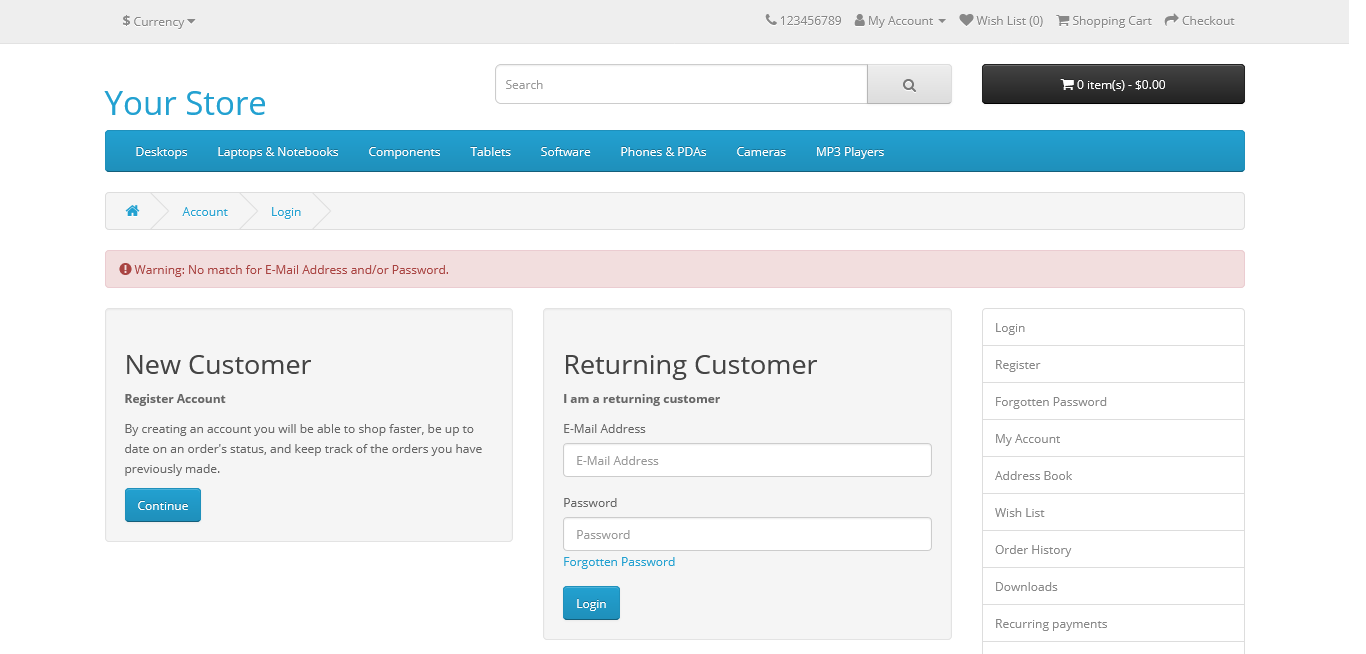 $ Currency
123456789 My Account Wish List (0) Shopping Cart Checkout
Your Store
Search
0 item(s) - $0.00
Desktops Laptops & Notebooks Components Tablets Software Phones & PDAs Cameras MP3 Players
Account Login
Warning: No match for E-Mail Address and/or Password.
New Customer
Register Account
By creating an account you will be able to shop faster, be up to
date on an order's status, and keep track of the orders you have
previously made.
Continue
Returning Customer
I am a returning customer
E-Mail Address
E-Mail Address
Password
Password
Forgotten Password
Login
Login
Register
Forgotten Password
My Account
Address Book
Wish List
Order History
Downloads
Recurring payments